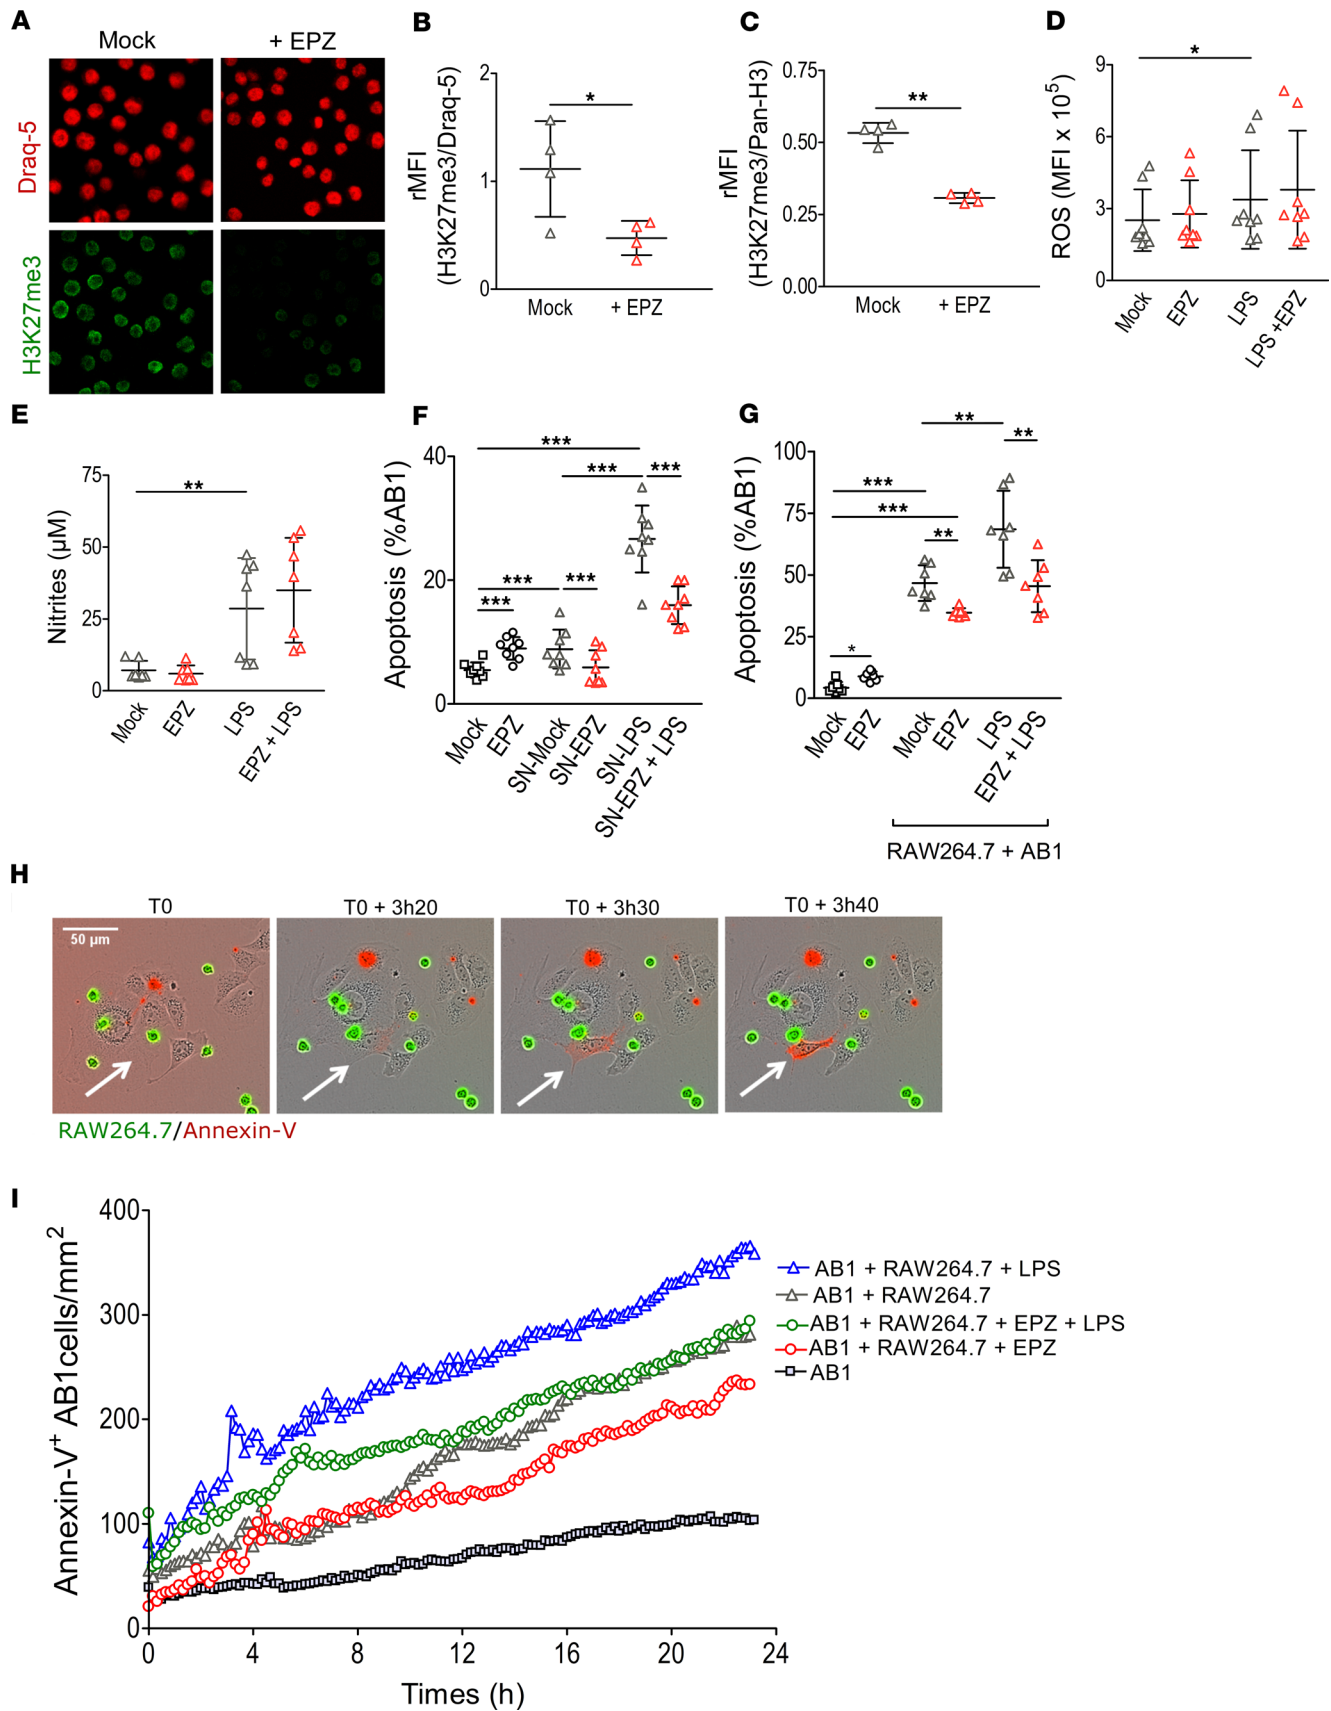 A
Mock
+ EPZ
Draq-5
H3K27me3
B
rMFI
(H3K27me3/Draq-5)
2
1
0
*
Mock
+ EPZ
C
rMFI
(H3K27me3/Pan-H3)
0.75
0.50
0.25
0.00
**
Mock
+ EPZ
D
ROS (MFI x 10⁵)
9
6
3
0
*
Mock
EPZ
LPS
LPS +EPZ
E
Nitrites (µM)
75
50
25
0
**
Mock
EPZ
LPS
EPZ + LPS
F
Apoptosis (%AB1)
40
20
0
***
***
***
***
***
***
Mock
EPZ
SN-Mock
SN-EPZ
SN-LPS
SN-EPZ + LPS
G
Apoptosis (%AB1)
100
75
50
25
0
**
**
***
***
**
*
Mock
EPZ
Mock
EPZ
LPS
EPZ + LPS
RAW264.7 + AB1
H
T0
T0 + 3h20
T0 + 3h30
T0 + 3h40
50 µm
RAW264.7/Annexin-V
I
Annexin-V⁺ AB1cells/mm²
400
300
200
100
0
0
4
8
12
16
20
24
Times (h)
AB1 + RAW264.7 + LPS
AB1 + RAW264.7
AB1 + RAW264.7 + EPZ + LPS
AB1 + RAW264.7 + EPZ
AB1